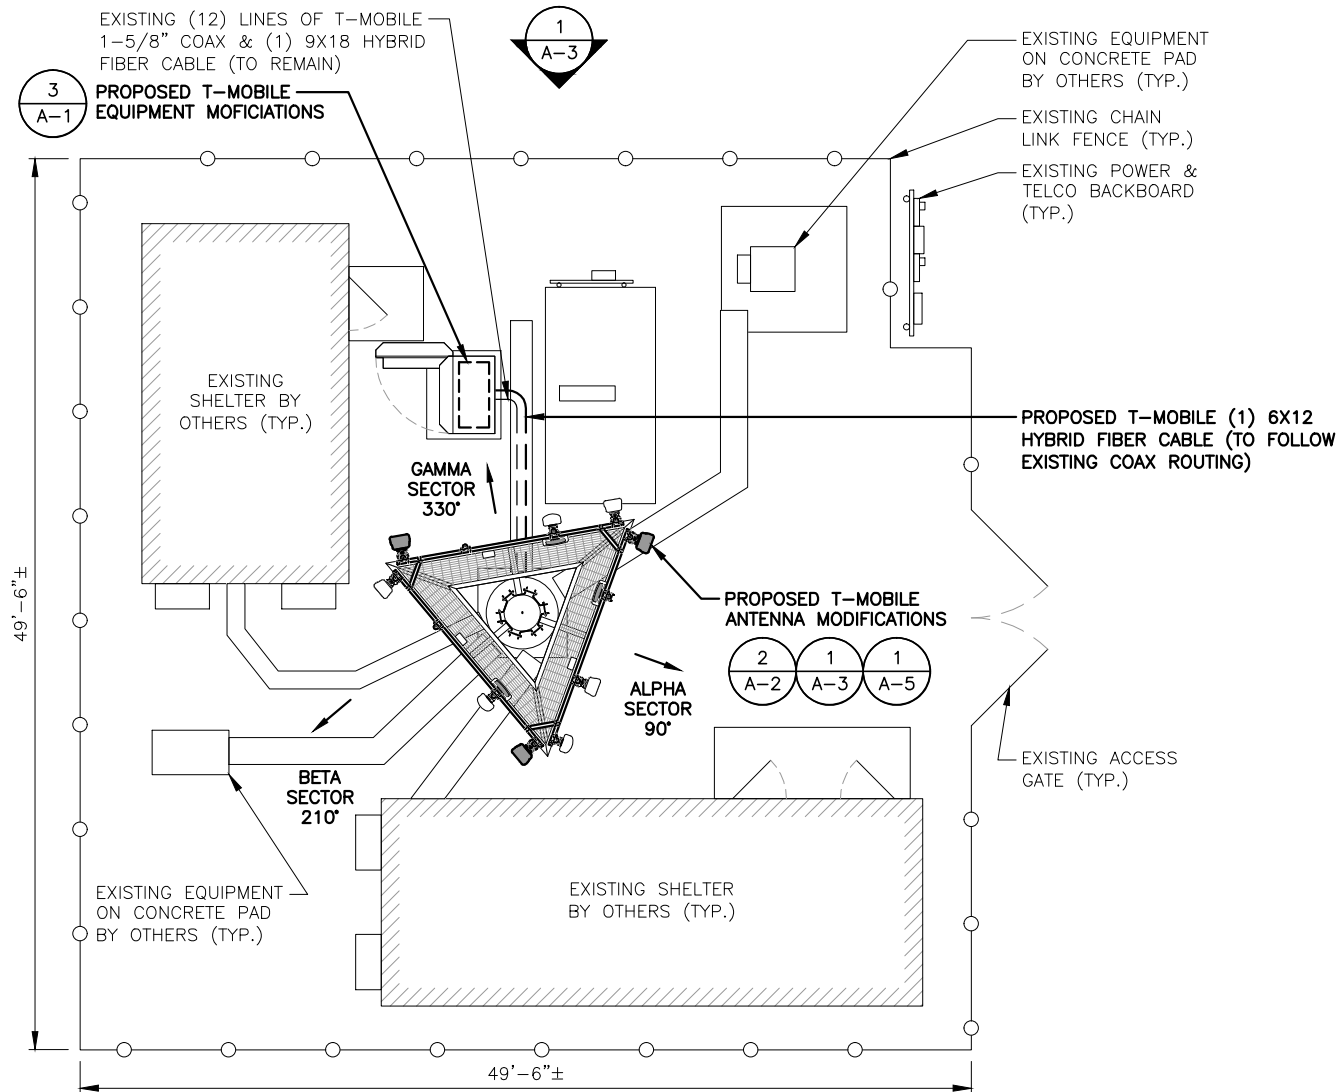 EXISTING (12) LINES OF T-MOBILE
1-5/8" COAX & (1) 9X18 HYBRID
FIBER CABLE (TO REMAIN)
3
A-1
PROPOSED T-MOBILE
EQUIPMENT MOFICIATIONS
1
A-3
EXISTING EQUIPMENT
ON CONCRETE PAD
BY OTHERS (TYP.)
EXISTING CHAIN
LINK FENCE (TYP.)
EXISTING POWER &
TELCO BACKBOARD
(TYP.)
EXISTING
SHELTER BY
OTHERS (TYP.)
PROPOSED T-MOBILE (1) 6X12
HYBRID FIBER CABLE (TO FOLLOW
EXISTING COAX ROUTING)
GAMMA
SECTOR
330°
49'-6"±
PROPOSED T-MOBILE
ANTENNA MODIFICATIONS
2
A-2
1
A-3
1
A-5
ALPHA
SECTOR
90°
BETA
SECTOR
210°
EXISTING ACCESS
GATE (TYP.)
EXISTING EQUIPMENT
ON CONCRETE PAD
BY OTHERS (TYP.)
EXISTING SHELTER
BY OTHERS (TYP.)
49'-6"±